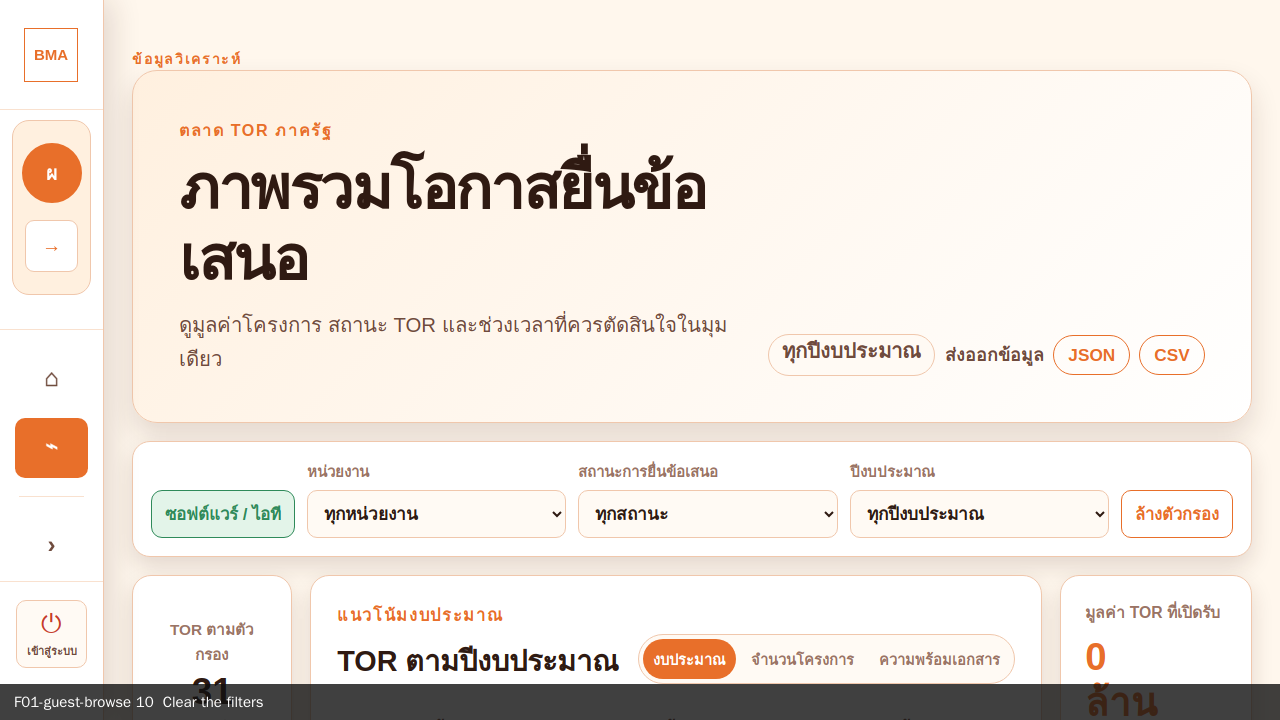 BMA
ผ
→
เข้าสู่ระบบ
ข้อมูลวิเคราะห์
ตลาด TOR ภาครัฐ
ภาพรวมโอกาสยื่นข้อ
เสนอ
ดูมูลค่าโครงการ สถานะ TOR และช่วงเวลาที่ควรตัดสินใจในมุม
เดียว
ทุกปีงบประมาณ ส่งออกข้อมูล JSON CSV
หน่วยงาน สถานะการยื่นข้อเสนอ ปีงบประมาณ
ซอฟต์แวร์ / ไอที ทุกหน่วยงาน ทุกสถานะ ทุกปีงบประมาณ ล้างตัวกรอง
TOR ตามตัว
กรอง
31
แนวโน้มงบประมาณ
TOR ตามปีงบประมาณ งบประมาณ จำนวนโครงการ ความพร้อมเอกสาร
มูลค่า TOR ที่เปิดรับ
0
ล้าน
F01-guest-browse 10 Clear the filters